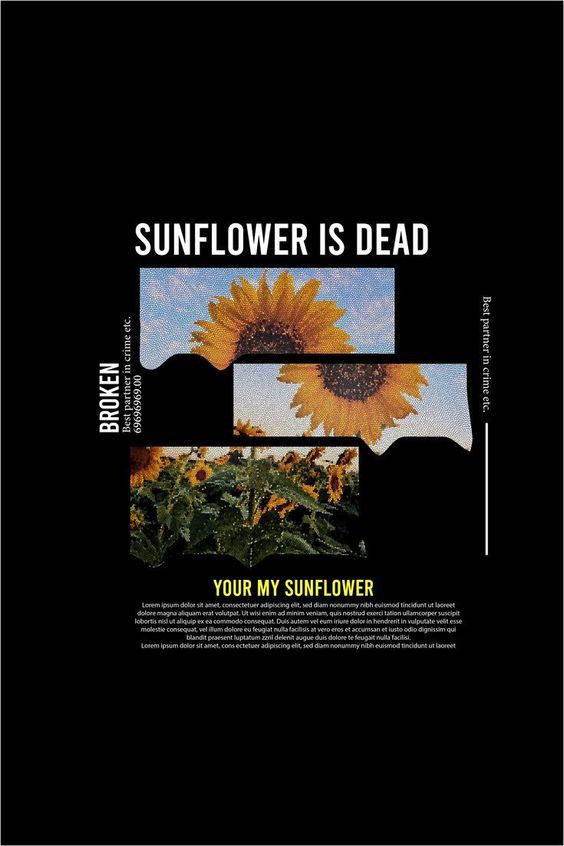 SUNFLOWER IS DEAD
BROKEN
Best partner in crime etc.
69696969.00
Best partner in crime etc.
YOUR MY SUNFLOWER
Lorem ipsum dolor sit amet, consectetuer adipiscing elit, sed diam nonummy nibh euismod tincidunt ut laoreet
dolore magna aliquam erat volutpat. Ut wisi enim ad minim veniam, quis nostrud exerci tation ullamcorper suscipit
lobortis nisl ut aliquip ex ea commodo consequat. Duis autem vel eum iriure dolor in hendrerit in vulputate velit esse
molestie consequat, vel illum dolore eu feugiat nulla facilisis at vero eros et accumsan et iusto odio dignissim qui
blandit praesent luptatum zzril delenit augue duis dolore te feugait nulla facilisi.
Lorem ipsum dolor sit amet, cons ectetuer adipiscing elit, sed diam nonummy nibh euismod tincidunt ut laoreet